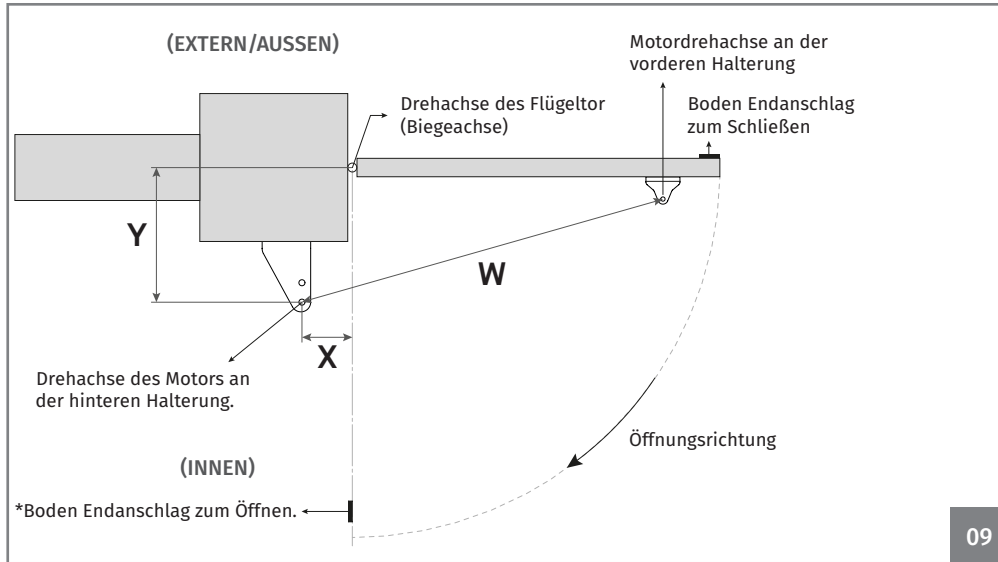 (EXTERN/AUSSEN)
Motordrehachse an der
vorderen Halterung
Drehachse des Flügeltor
(Biegeachse)
Boden Endanschlag
zum Schließen
Y
W
X
Drehachse des Motors an
der hinteren Halterung.
Öffnungsrichtung
(INNEN)
*Boden Endanschlag zum Öffnen.
09